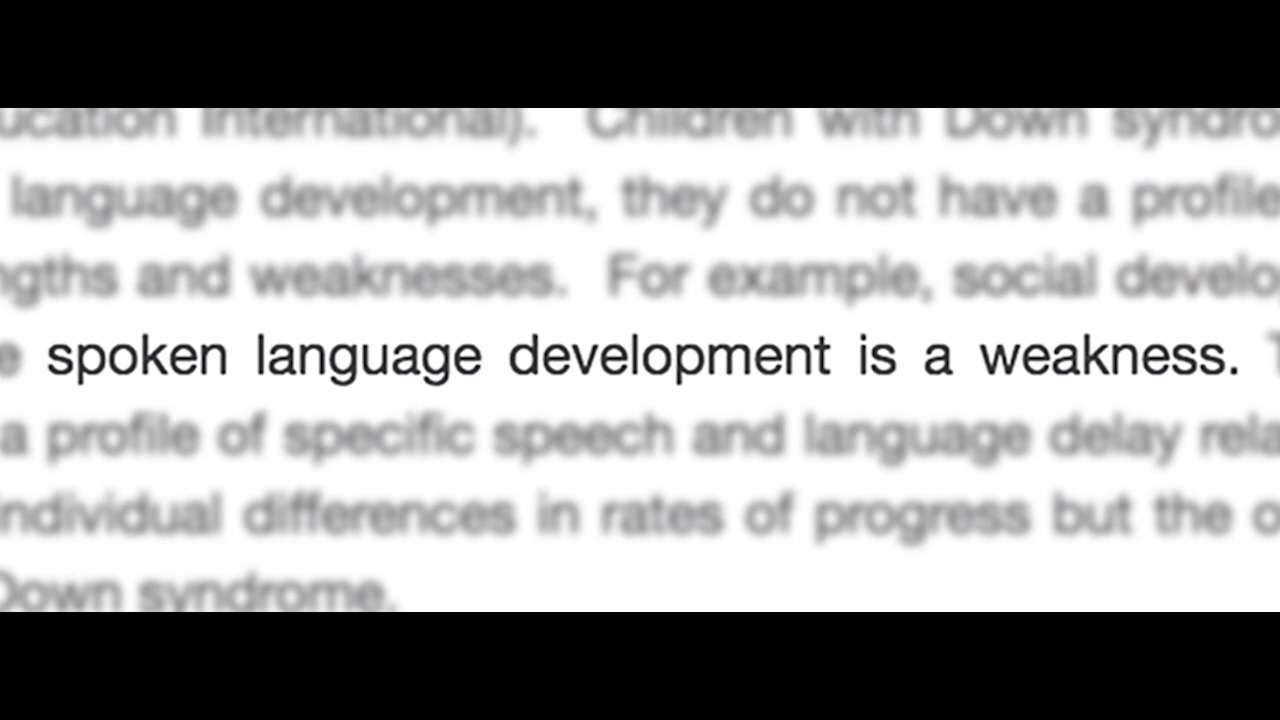 ucation International). Children with Down syndro
language development, they do not have a profile
ngths and weaknesses. For example, social develo
e spoken language development is a weakness. T
a profile of specific speech and language delay rela
individual differences in rates of progress but the o
Down syndrome.